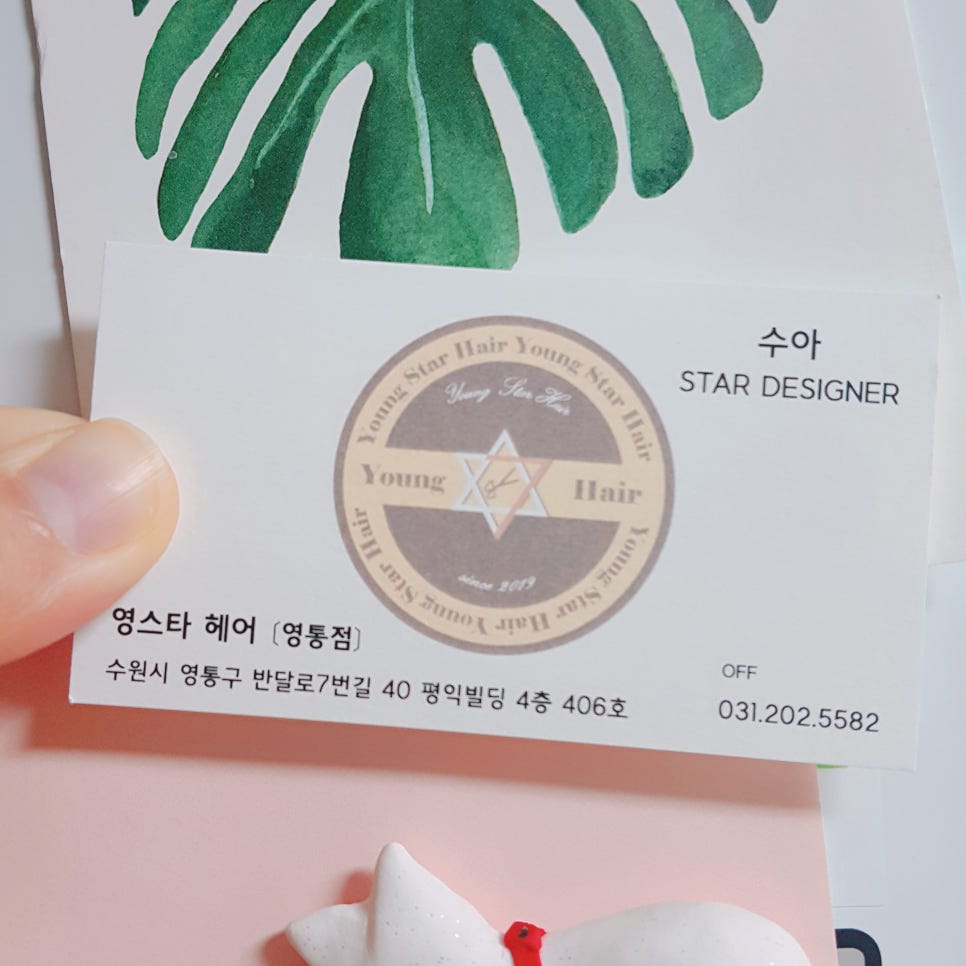 수아
STAR DESIGNER
Young Star Hair Young Star Hair
Young Star Hair
Young Hair
since 2019
Young Star Hair Young Star Hair
영스타 헤어 [영통점]
수원시 영통구 반달로7번길 40 평익빌딩 4층 406호
OFF
031.202.5582